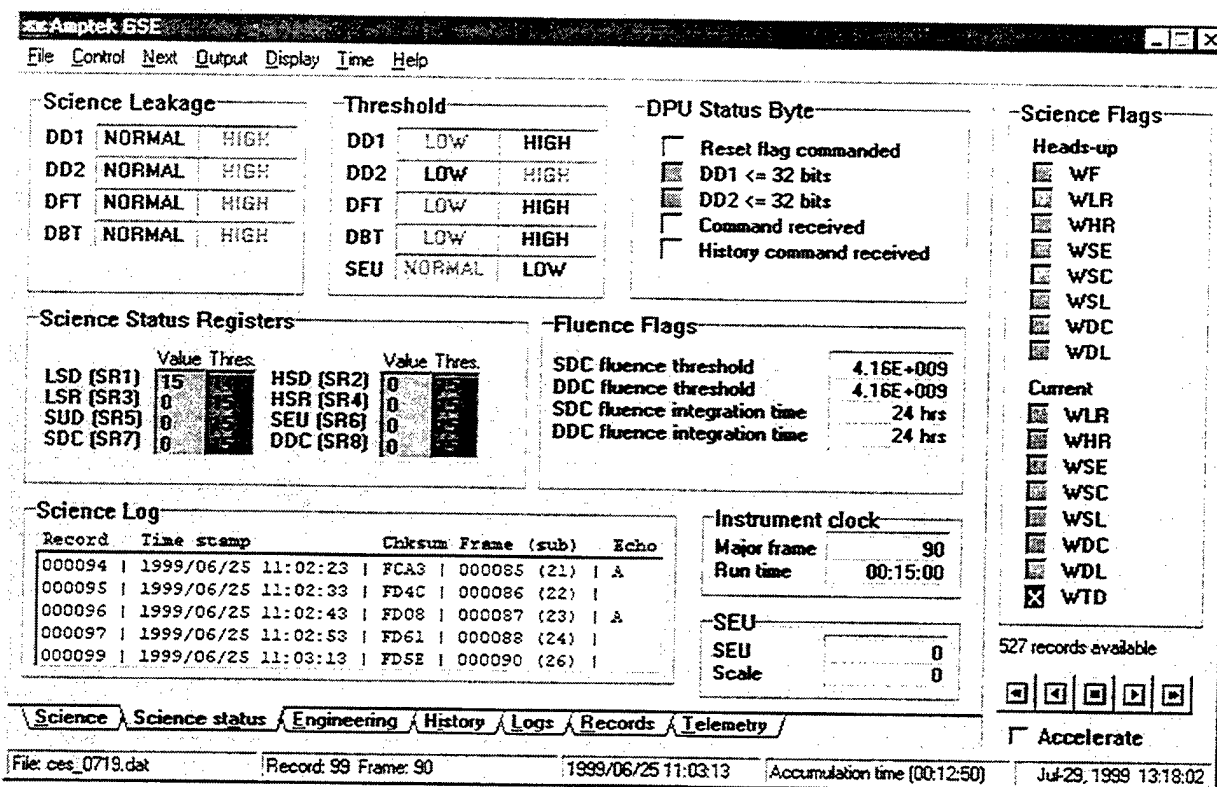 Amptek GSE
File Control Next Output Display Time Help
Science Leakage
DD1 NORMAL HIGH
DD2 NORMAL HIGH
DFT NORMAL HIGH
DBT NORMAL HIGH
Threshold
DD1 LOW HIGH
DD2 LOW HIGH
DFT LOW HIGH
DBT LOW HIGH
SEU NORMAL LOW
DPU Status Byte
Reset flag commanded
DD1 <= 32 bits
DD2 <= 32 bits
Command received
History command received
Science Flags
Heads-up
WF
WLR
WHR
WSE
WSC
WSL
WDC
WDL
Current
WLR
WHR
WSE
WSC
WSL
WDC
WDL
WTD
Science Status Registers
Value Thres. Value Thres.
LSD (SR1) 15 HSD (SR2) 0
LSR (SR3) 0 HSR (SR4) 0
SUD (SR5) 0 SEU (SR6) 0
SDC (SR7) 0 DDC (SR8) 0
Fluence Flags
SDC fluence threshold 4.16E+009
DDC fluence threshold 4.16E+009
SDC fluence integration time 24 hrs
DDC fluence integration time 24 hrs
Science Log
Record Time stamp Chksum Frame (sub) Echo
000094 | 1999/06/25 11:02:23 | FCA3 | 000085 (21) | A
000095 | 1999/06/25 11:02:33 | FD4C | 000086 (22) |
000096 | 1999/06/25 11:02:43 | FD08 | 000087 (23) | A
000097 | 1999/06/25 11:02:53 | FD61 | 000088 (24) |
000099 | 1999/06/25 11:03:13 | FD5E | 000090 (26) |
Instrument clock
Major frame 90
Run time 00:15:00
SEU
SEU 0
Scale 0
527 records available
Accelerate
Science Science status Engineering History Logs Records Telemetry
File: ces_0719.dat Record: 99 Frame: 90 1999/06/25 11:03:13 Accumulation time (00:12:50) Jul-29, 1999 13:18:02